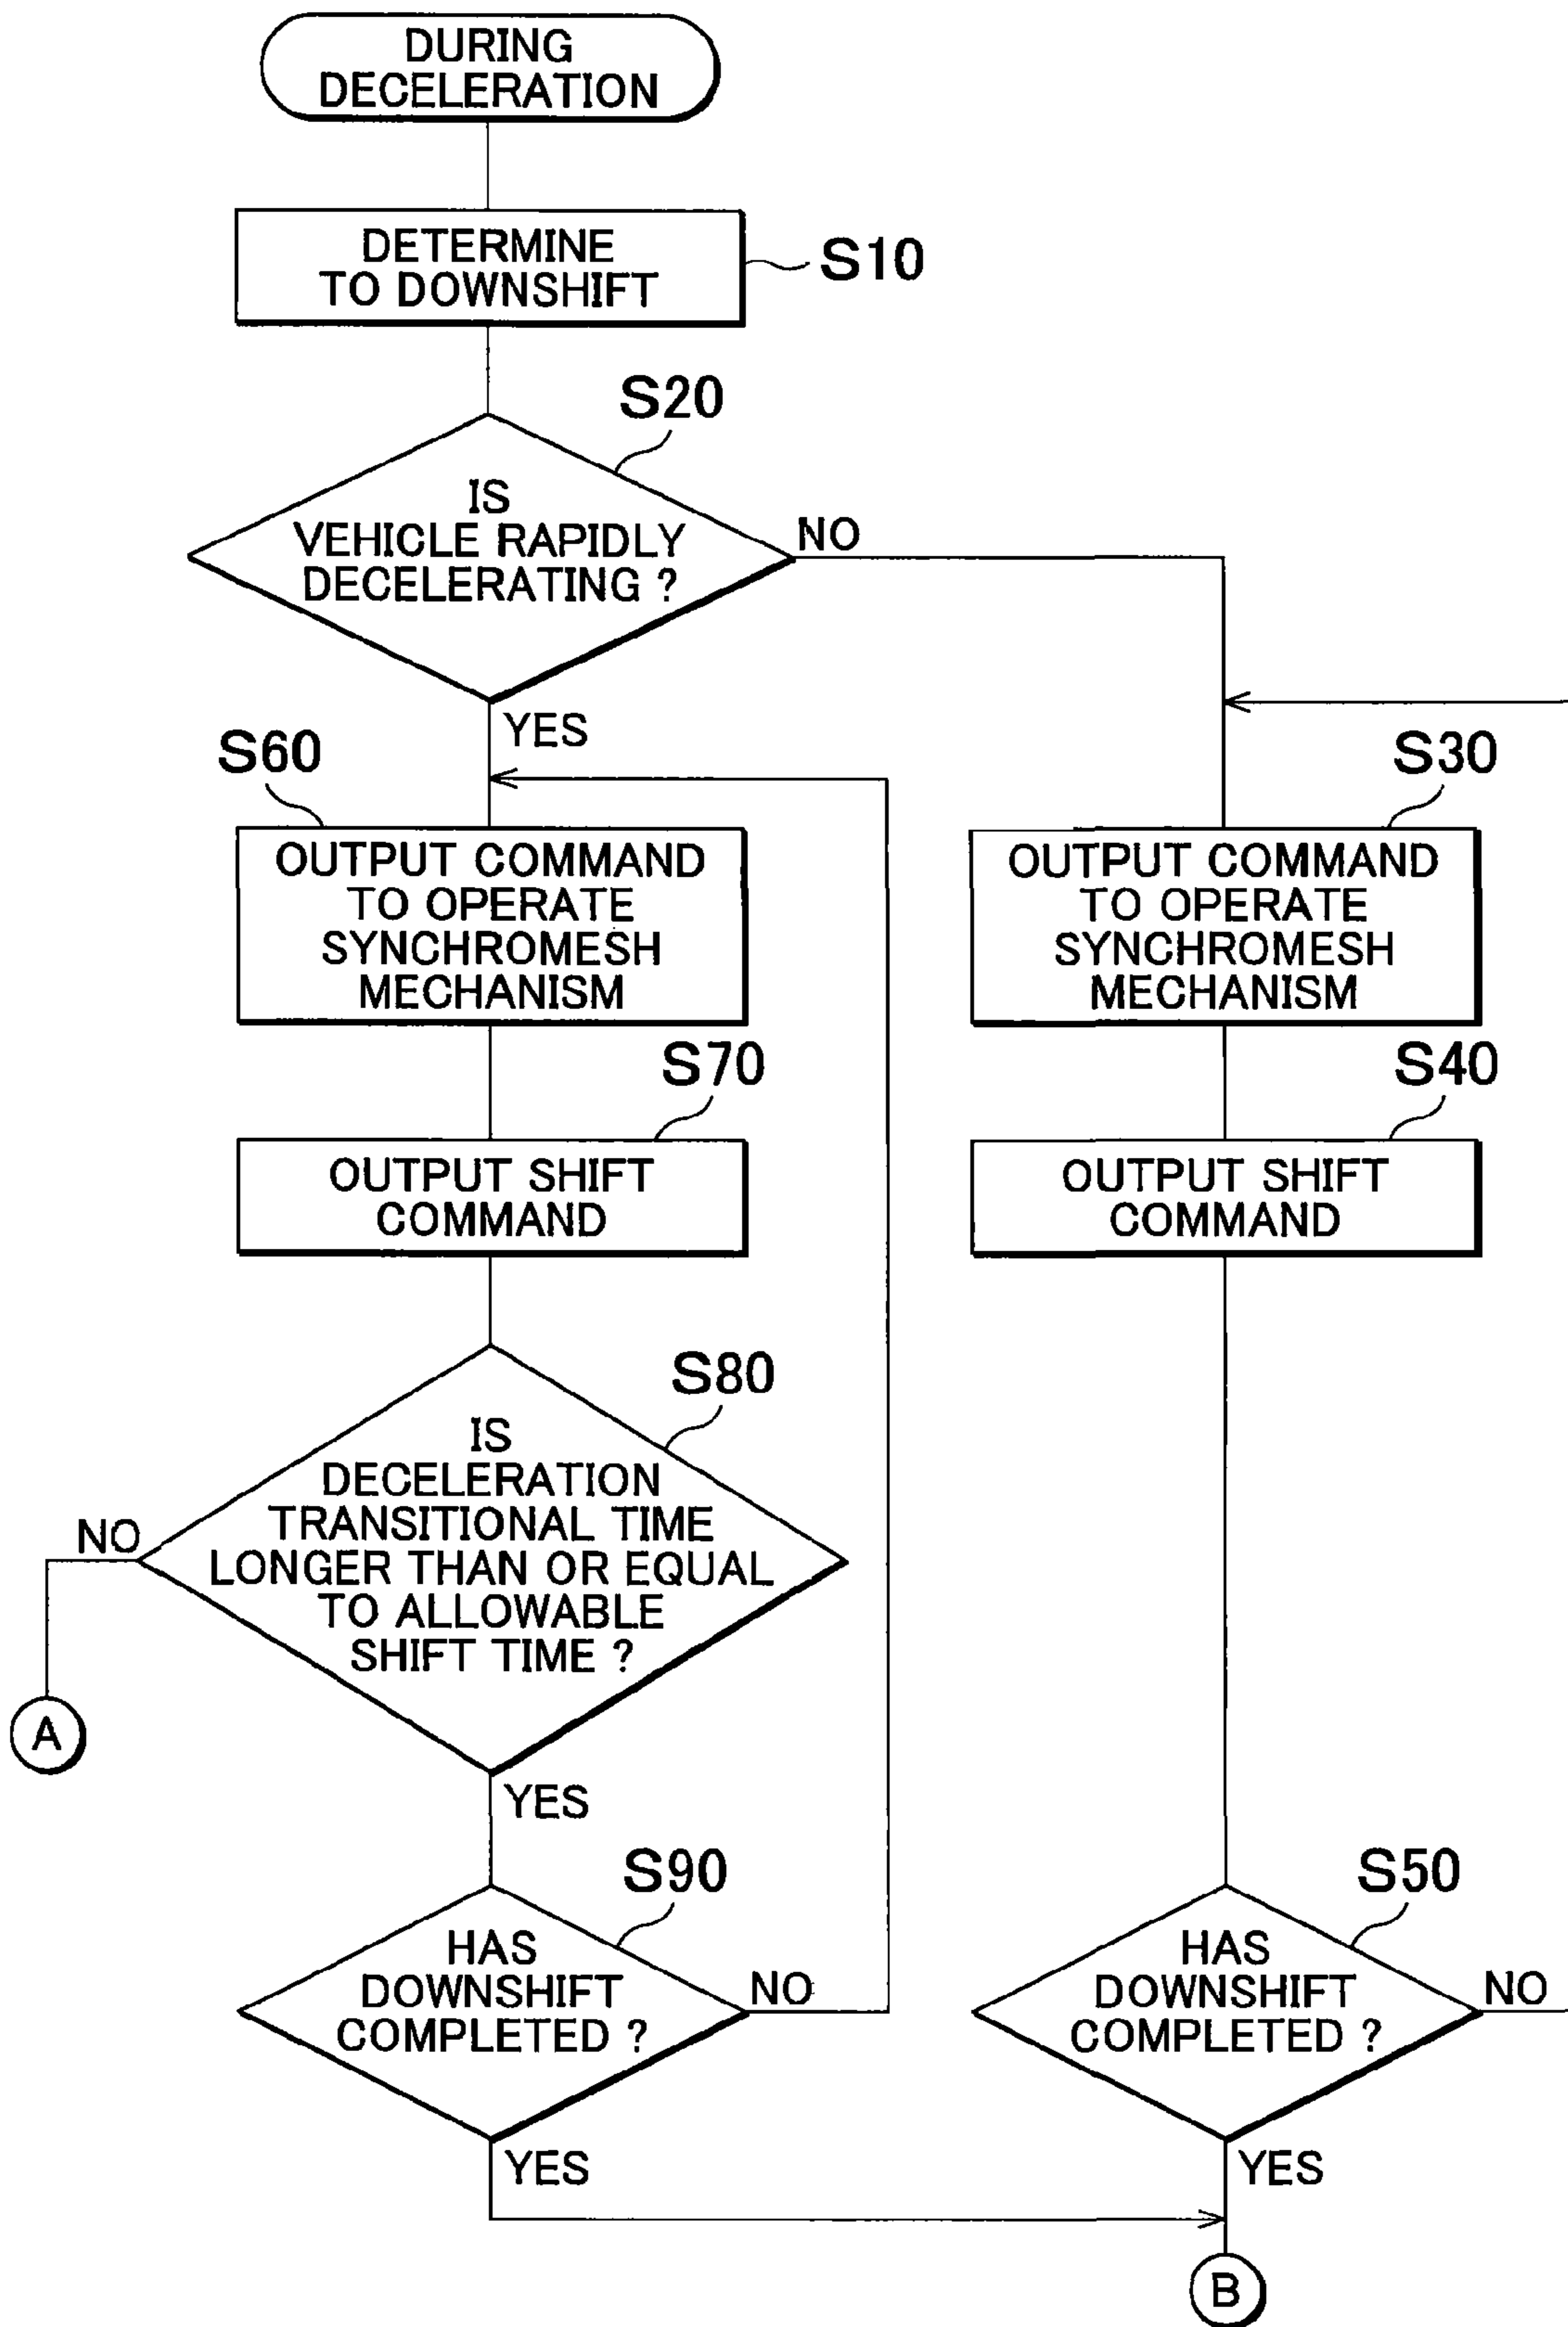 DURING
DECELERATION
DETERMINE
TO DOWNSHIFT
S10
S20
IS
VEHICLE RAPIDLY
DECELERATING ?
NO
YES
S60
OUTPUT COMMAND
TO OPERATE
SYNCHROMESH
MECHANISM
S30
OUTPUT COMMAND
TO OPERATE
SYNCHROMESH
MECHANISM
S70
OUTPUT SHIFT
COMMAND
S40
OUTPUT SHIFT
COMMAND
S80
IS
DECELERATION
TRANSITIONAL TIME
LONGER THAN OR EQUAL
TO ALLOWABLE
SHIFT TIME ?
NO
A
YES
S90
HAS
DOWNSHIFT
COMPLETED ?
NO
YES
S50
HAS
DOWNSHIFT
COMPLETED ?
NO
YES
B